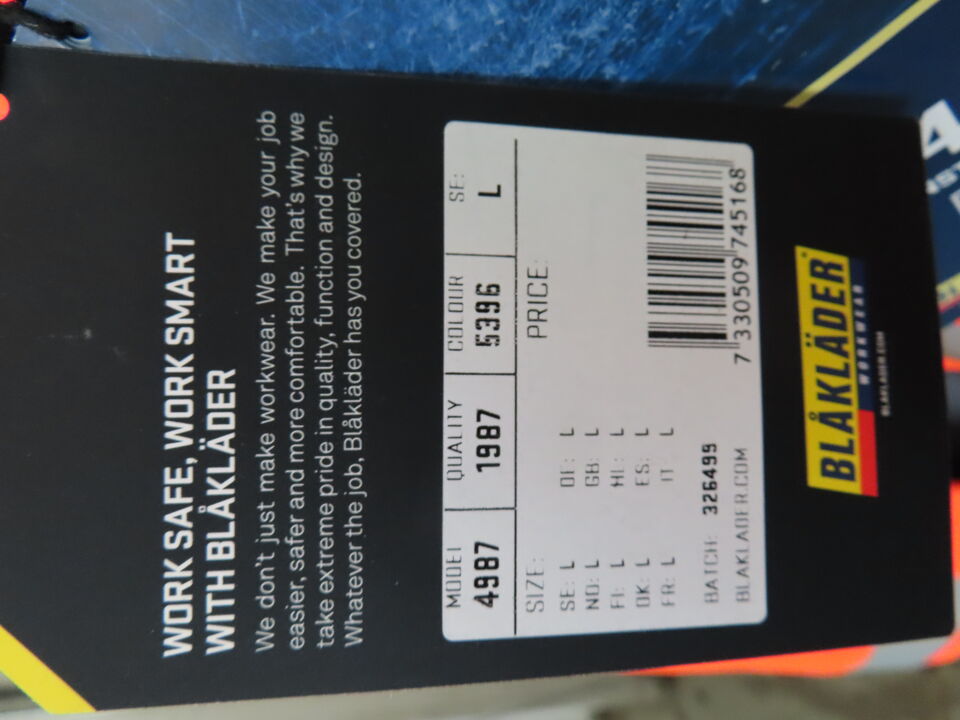 WORK SAFE, WORK SMART
WITH BLÅKLÄDER
We don't just make workwear. We make your job
easier, safer and more comfortable. That's why we
take extreme pride in quality, function and design.
Whatever the job, Blåkläder has you covered.
MODEL QUALITY COLOUR SE:
4987 1987 5396 L
SIZE: PRICE:
SE: L DE: L
NO: L GB: L
FI: L NL: L
DK: L ES: L
FR: L IT: L
BATCH: 326499
BLAKLADER.COM
7 330509 745168
BLÅKLÄDER
WORKWEAR
BLAKLADER.COM
4